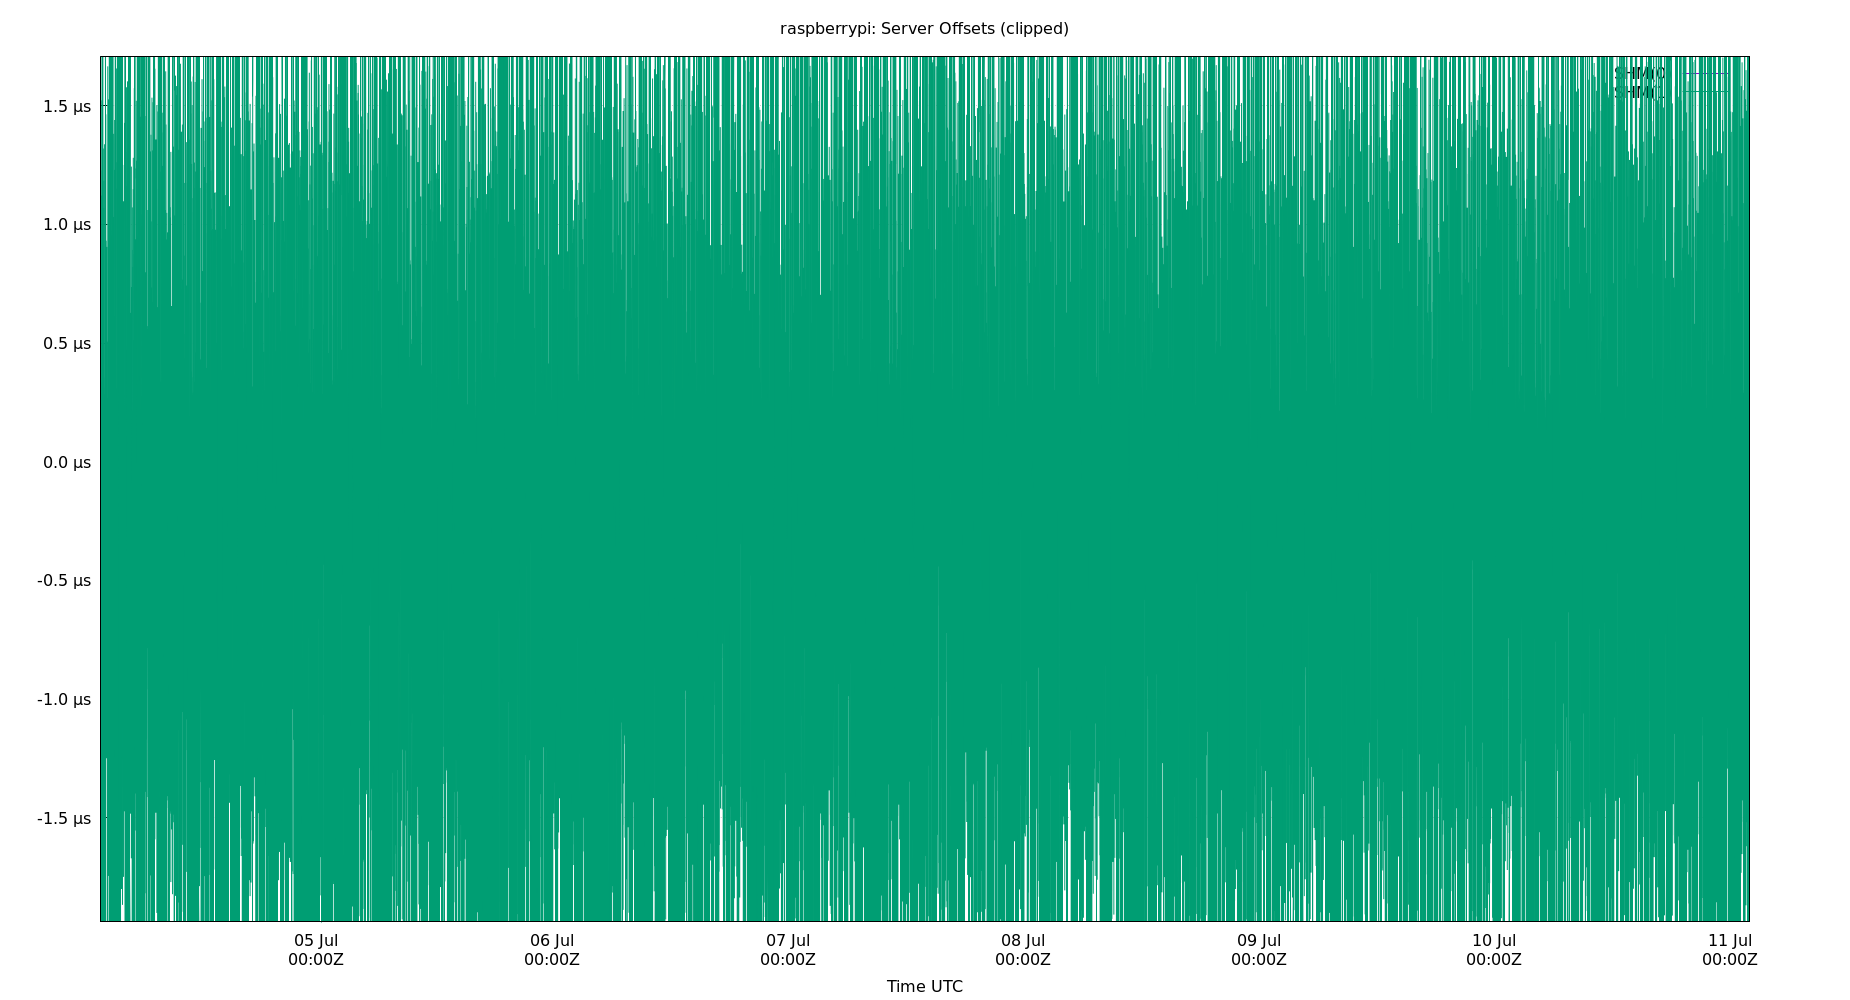 raspberrypi: Server Offsets (clipped)
1.5 µs
1.0 µs
0.5 µs
0.0 µs
-0.5 µs
-1.0 µs
-1.5 µs
05 Jul
00:00Z
06 Jul
00:00Z
07 Jul
00:00Z
08 Jul
00:00Z
09 Jul
00:00Z
10 Jul
00:00Z
11 Jul
00:00Z
Time UTC